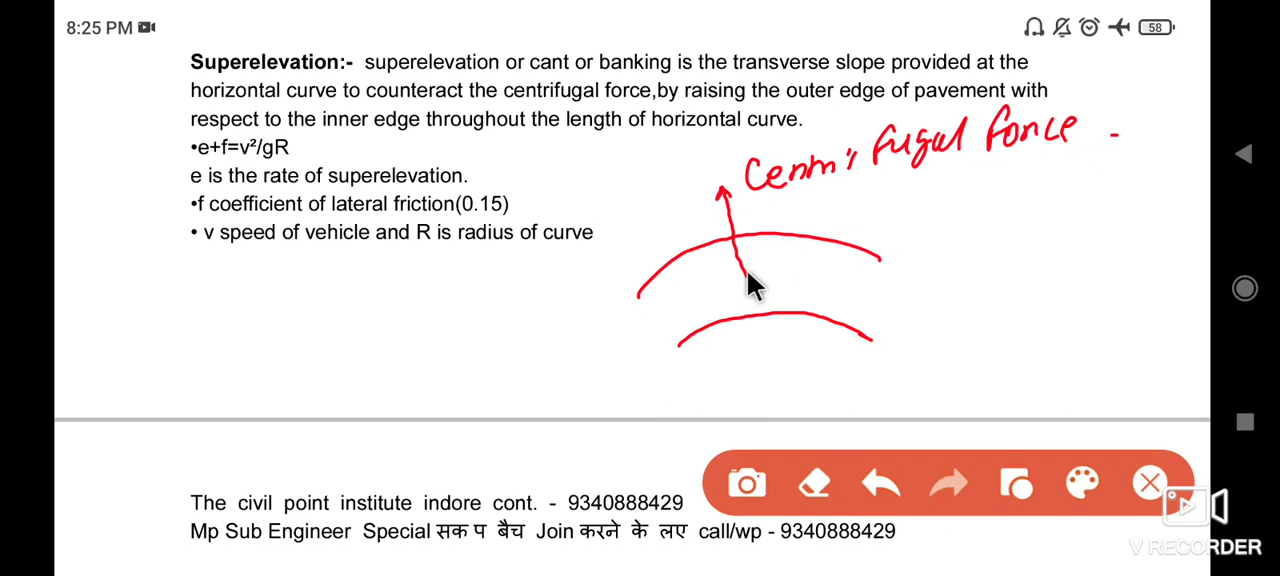 8:25 PM
58
Superelevation:- superelevation or cant or banking is the transverse slope provided at the
horizontal curve to counteract the centrifugal force,by raising the outer edge of pavement with
respect to the inner edge throughout the length of horizontal curve.
•e+f=v²/gR
e is the rate of superelevation.
•f coefficient of lateral friction(0.15)
• v speed of vehicle and R is radius of curve
fugal force -
The civil point institute indore cont. - 9340888429
Mp Sub Engineer Special सक प बैच Join करने के लए call/wp - 9340888429
V RECORDER